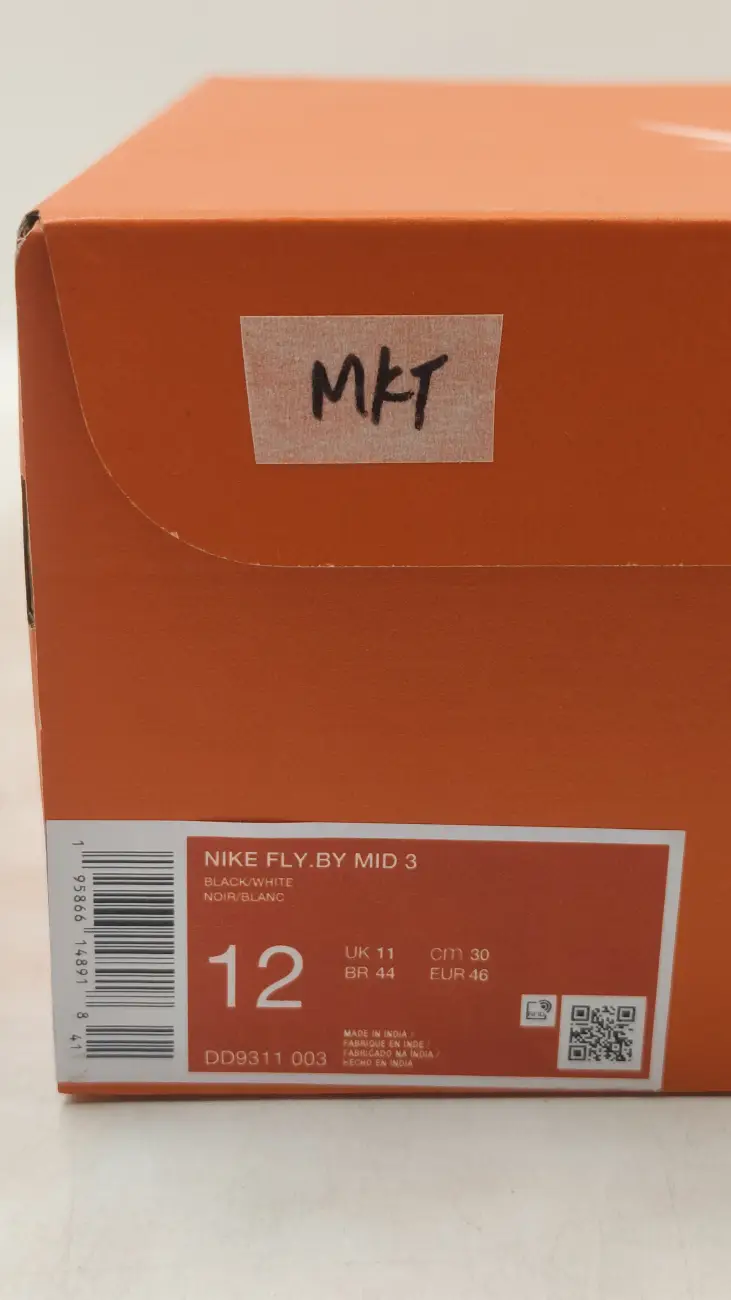 MKT
NIKE FLY.BY MID 3
BLACK/WHITE
NOIR/BLANC
12
UK 11 cm 30
BR 44 EUR 46
DD9311 003
MADE IN INDIA /
FABRIQUE EN INDE /
FABRICADO NA INDIA /
HECHO EN INDIA
1 95866 14891 8 41